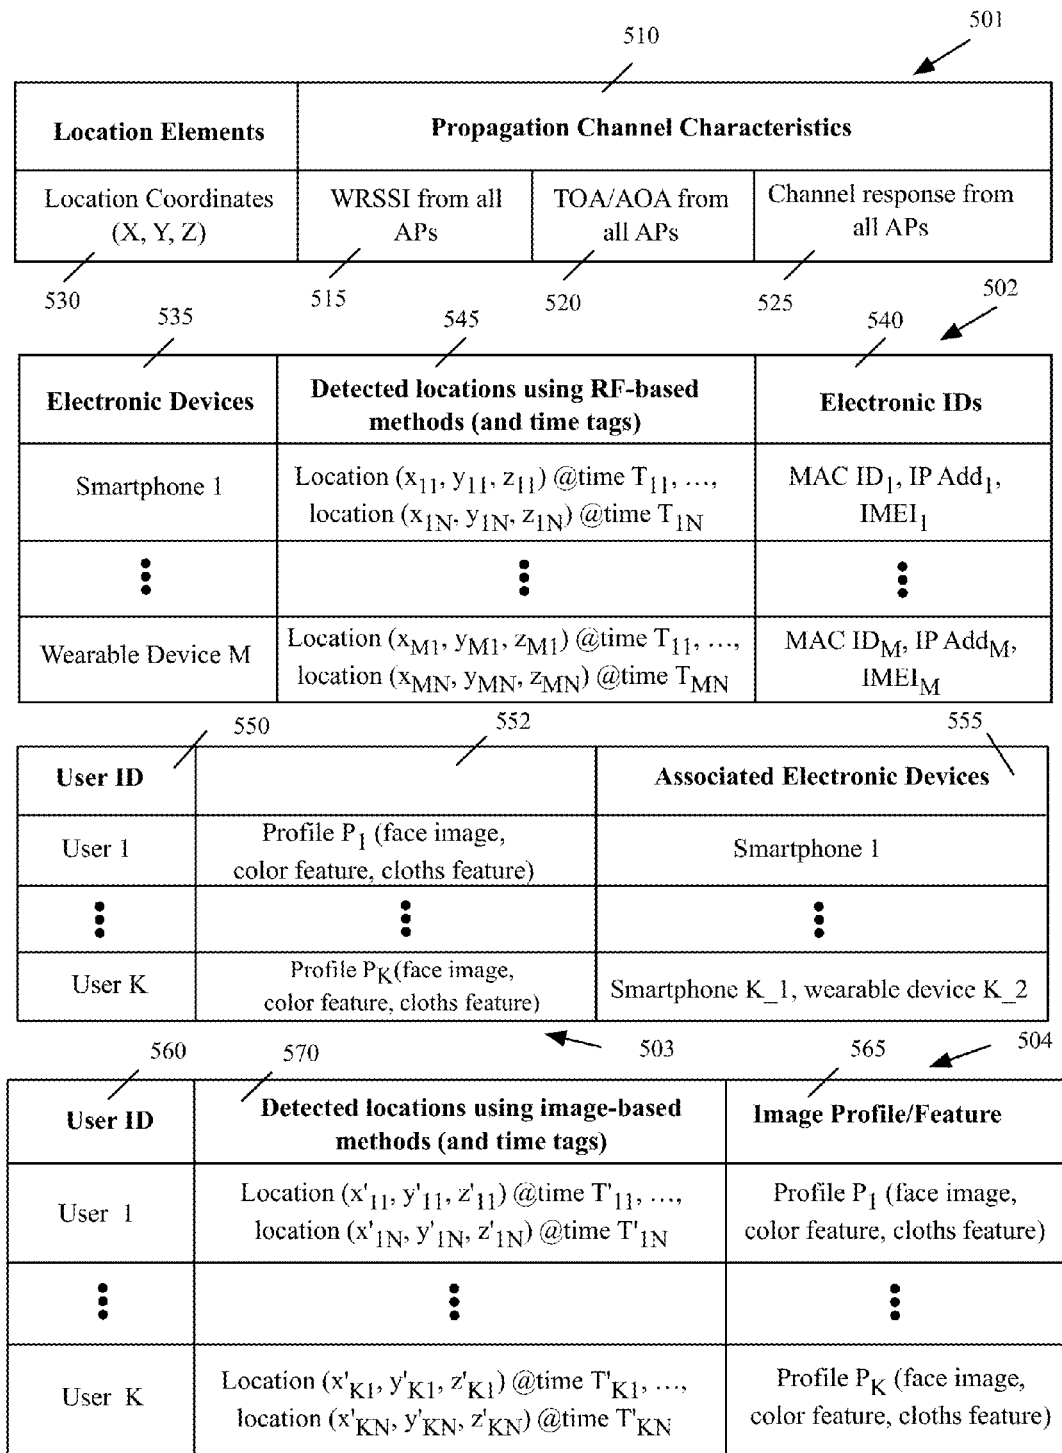 501
510
Location Elements
Propagation Channel Characteristics
Location Coordinates
(X, Y, Z)
WRSSI from all
APs
TOA/AOA from
all APs
Channel response from
all APs
530
515
520
525
502
535
545
540
Electronic Devices
Detected locations using RF-based
methods (and time tags)
Electronic IDs
Smartphone 1
Location (x11, y11, z11) @time T11, ...,
location (x1N, y1N, z1N) @time T1N
MAC ID1, IP Add1,
IMEI1
Wearable Device M
Location (xM1, yM1, zM1) @time T11, ...,
location (xMN, yMN, zMN) @time TMN
MAC IDM, IP AddM,
IMEIM
550
552
555
User ID
Associated Electronic Devices
User 1
Profile P1 (face image,
color feature, cloths feature)
Smartphone 1
User K
Profile PK(face image,
color feature, cloths feature)
Smartphone K_1, wearable device K_2
503
504
560
570
565
User ID
Detected locations using image-based
methods (and time tags)
Image Profile/Feature
User 1
Location (x'11, y'11, z'11) @time T'11, ...,
location (x'1N, y'1N, z'1N) @time T'1N
Profile P1 (face image,
color feature, cloths feature)
User K
Location (x'K1, y'K1, z'K1) @time T'K1, ...,
location (x'KN, y'KN, z'KN) @time T'KN
Profile PK (face image,
color feature, cloths feature)